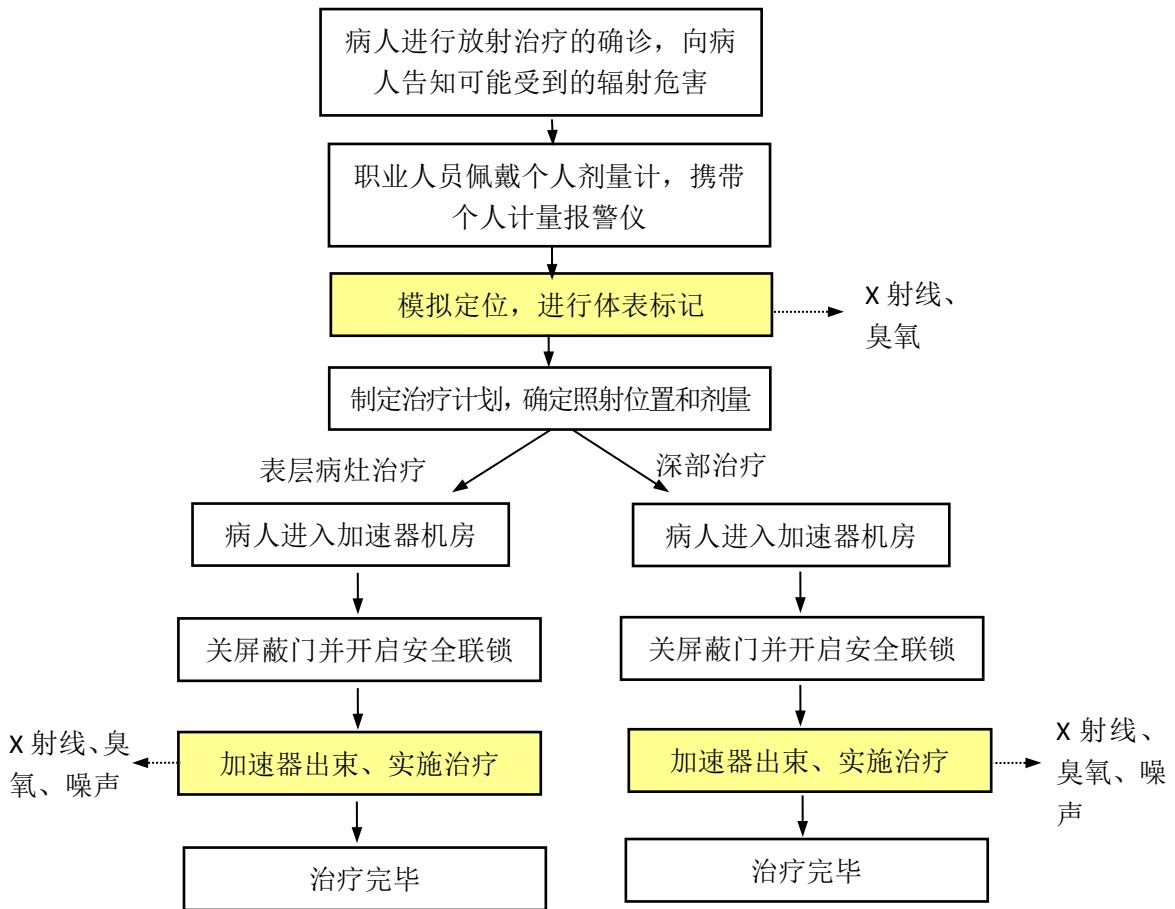 病人进行放射治疗的确诊，向病
人告知可能受到的辐射危害
职业人员佩戴个人剂量计，携带
个人计量报警仪
模拟定位，进行体表标记
X 射线、
臭氧
制定治疗计划，确定照射位置和剂量
表层病灶治疗
深部治疗
病人进入加速器机房
病人进入加速器机房
关屏蔽门并开启安全联锁
关屏蔽门并开启安全联锁
X 射线、臭
氧、噪声
加速器出束、实施治疗
加速器出束、实施治疗
X 射线、
臭氧、噪
声
治疗完毕
治疗完毕